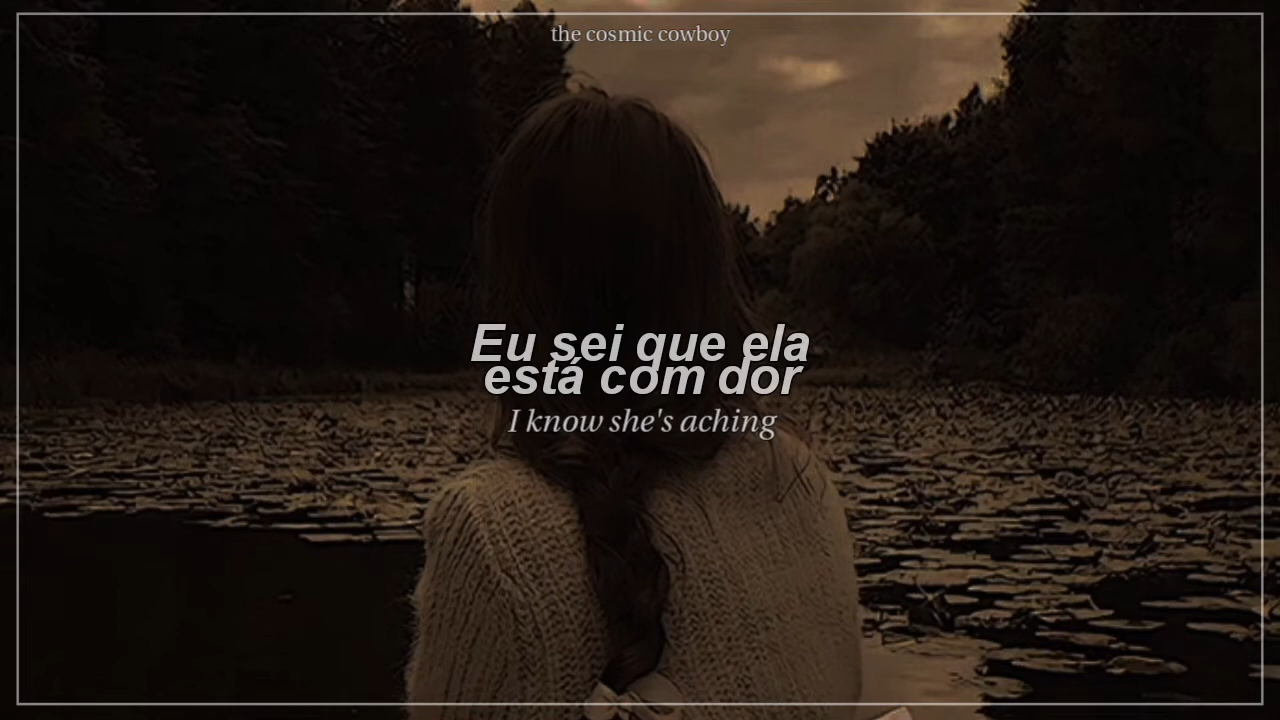 the cosmic cowboy
Eu sei que ela
está com dor
I know she's aching